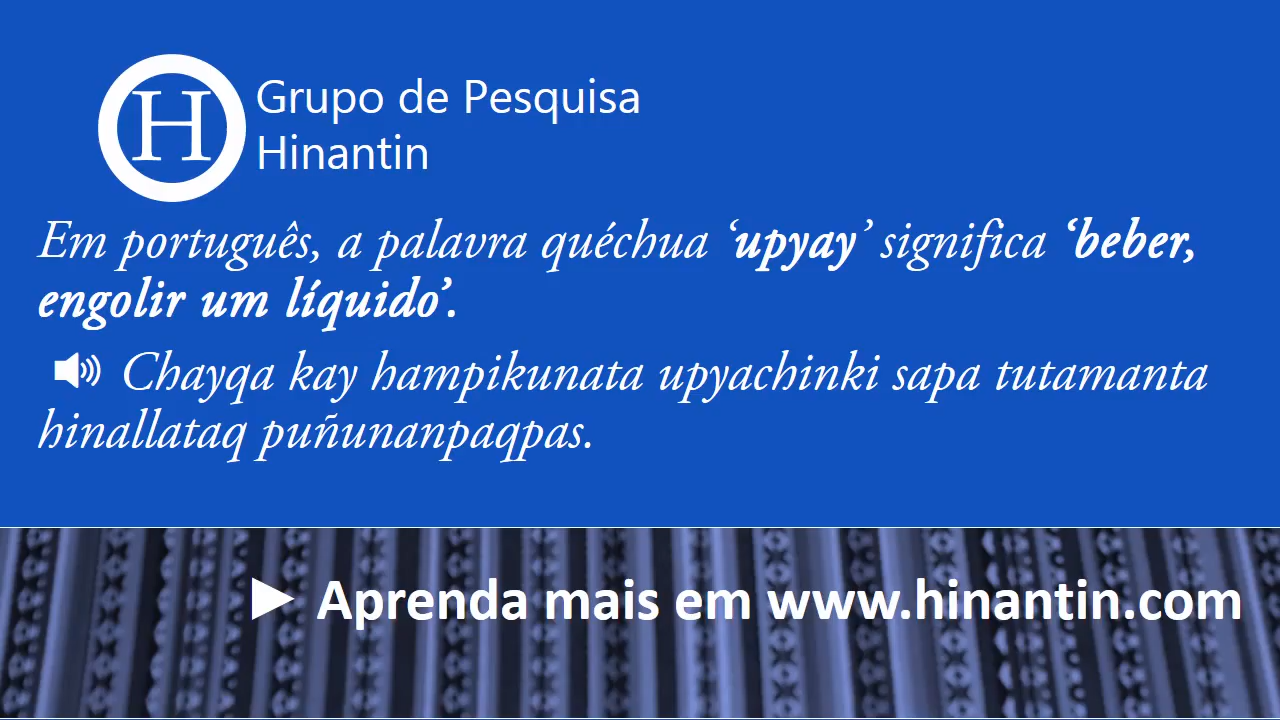 H
Grupo de Pesquisa
Hinantin
Em português, a palavra quéchua ‘upyay’ significa ‘beber,
engolir um líquido’.
Chayqa kay hampikunata upyachinki sapa tutamanta
hinallataq puñunanpaqpas.
► Aprenda mais em www.hinantin.com